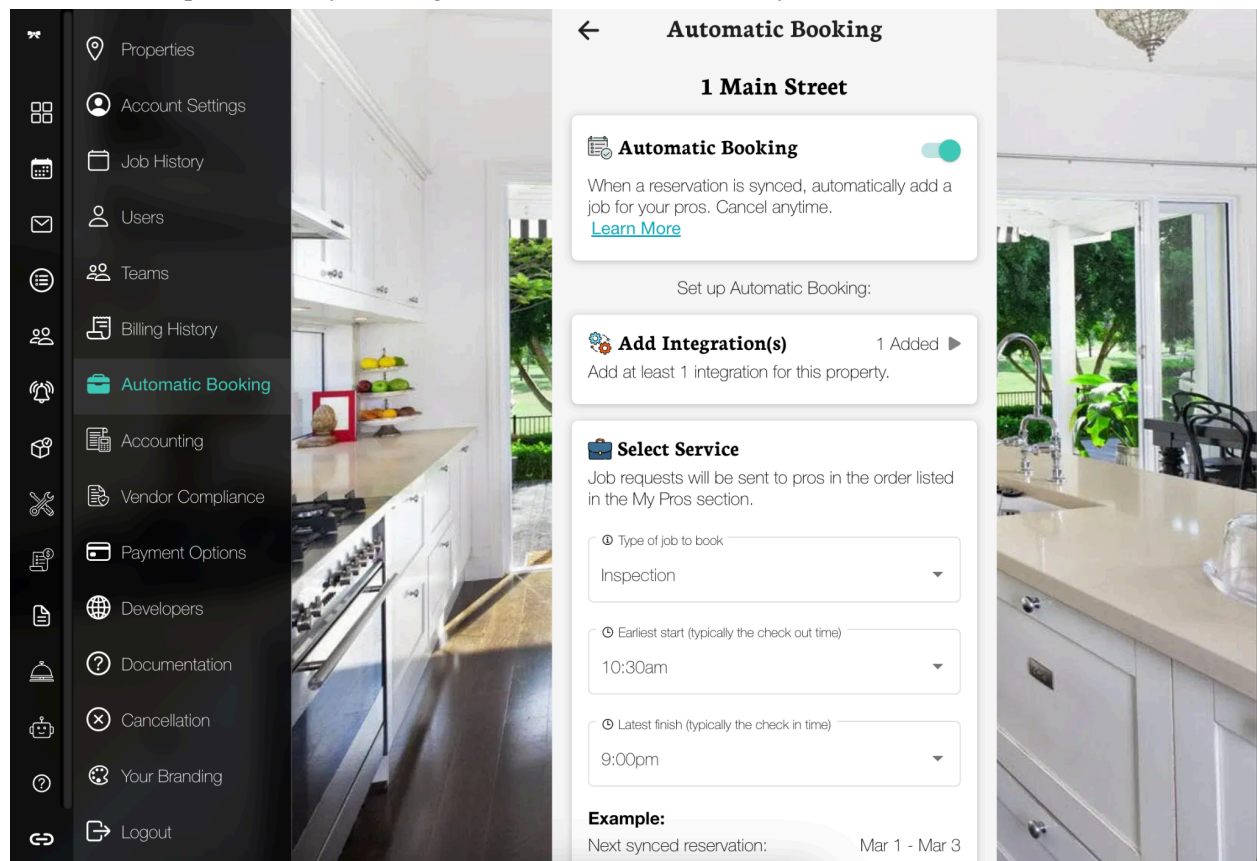 Properties
Account Settings
Job History
Users
Teams
Billing History
Automatic Booking
Accounting
Vendor Compliance
Payment Options
Developers
Documentation
Cancellation
Your Branding
Logout
Automatic Booking
1 Main Street
Automatic Booking
When a reservation is synced, automatically add a
job for your pros. Cancel anytime.
Learn More
Set up Automatic Booking:
Add Integration(s) 1 Added
Add at least 1 integration for this property.
Select Service
Job requests will be sent to pros in the order listed
in the My Pros section.
Type of job to book
Inspection
Earliest start (typically the check out time)
10:30am
Latest finish (typically the check in time)
9:00pm
Example:
Next synced reservation: Mar 1 - Mar 3